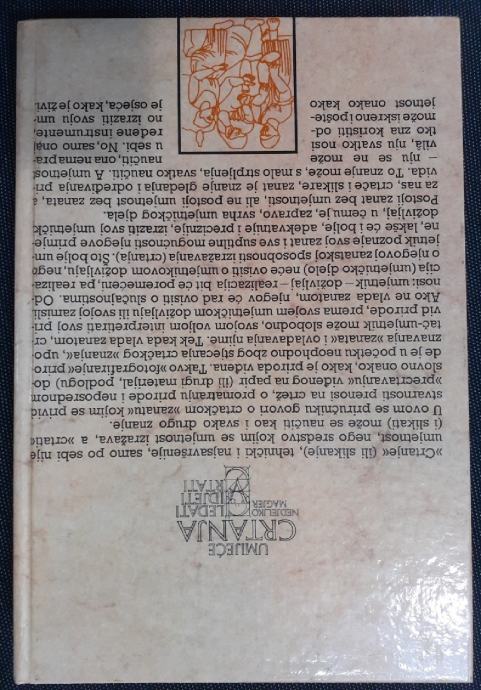 UMIJEĆE
CRTANJA
NEDJELJKO
MAGJER
LEDATI
IDJETI
RTATI
»Crtanje« (ili slikanje), tehnički i najsavršenije, samo po sebi nije
umjetnost, nego sredstvo kojim se umjetnost izražava, a »crtati«
(i slikati) može se naučiti kao i svako drugo znanje.
U ovom se priručniku govori o crtačkom »zanatu« kojim se privid
stvarnosti prenosi na crtež, o promatranju prirode i neposrednom
»precrtavanju« viđenog na papir (ili drugi materijal, podlogu) do-
slovno onako, kako je priroda viđena. Takvo »fotografiranje« priro-
de je u početku neophodno zbog stjecanja crtačkog »znanja«, upo-
znavanja »zanata« i ovladavanja njime. Tek kada vlada zanatom, cr-
tač-umjetnik može slobodno, svojom voljom interpretirati svoj pri-
vid prirode, prema svojem umjetničkom doživljaju ili svojoj zamisli.
Ako ne vlada zanatom, njegov će rad ovisiti o slučajnostima. Od-
nosi: umjetnik – doživljaj – realizacija bit će poremećeni, pa realiza-
cija (umjetničko djelo) neće ovisiti o umjetnikovom doživljaju, nego
o njegovoj zanatskoj sposobnosti izražavanja (crtanja). Što bolje um-
jetnik poznaje svoj zanat i sve suptilne mogućnosti njegove primje-
ne, lakše će i bolje, adekvatnije i preciznije, izraziti svoj umjetnički
doživljaj, u čemu je, zapravo, svrha umjetničkog djela.
Postoji zanat bez umjetnosti, ali ne postoji umjetnost bez zanata, a
za nas, crtače i slikare, zanat je znanje gledanja i određivanja pri-
vida. To znanje može, s malo strpljenja, svatko naučiti. A umjetnost
– nju se ne može
naučiti, ona nema pra-
vilâ, nju svatko nosi
u sebi. No, samo onaj
tko zna koristiti od-
ređene instrumente,
može iskreno i pošte-
no izraziti svoju um-
jetnost onako kako
je osjeća, kako je živi.